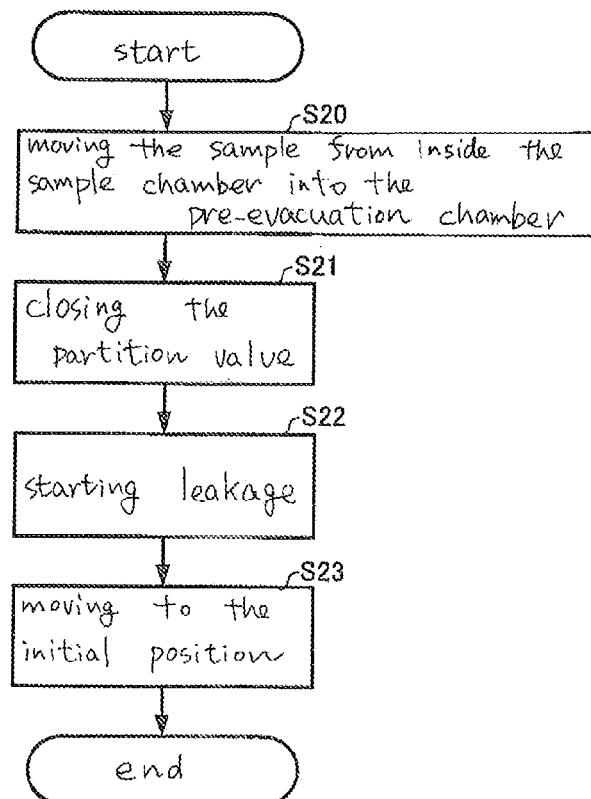 start
S20
moving the sample from inside the
sample chamber into the
pre-evacuation chamber
S21
closing the
partition value
S22
starting leakage
S23
moving to the
initial position
end